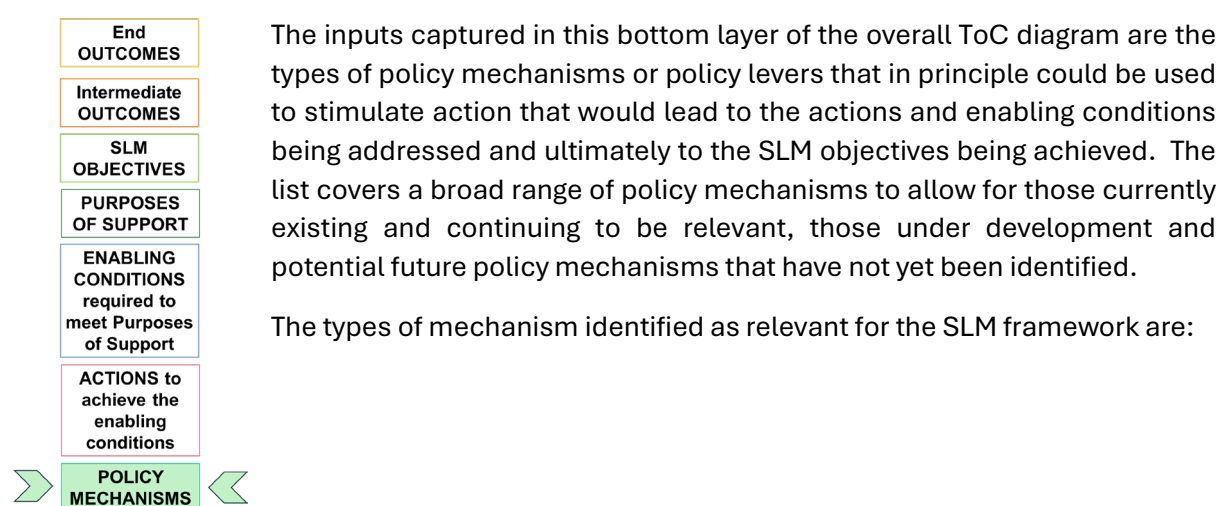 End
OUTCOMES
Intermediate
OUTCOMES
SLM
OBJECTIVES
PURPOSES
OF SUPPORT
ENABLING
CONDITIONS
required to
meet Purposes
of Support
ACTIONS to
achieve the
enabling
conditions
POLICY
MECHANISMS
The inputs captured in this bottom layer of the overall ToC diagram are the
types of policy mechanisms or policy levers that in principle could be used
to stimulate action that would lead to the actions and enabling conditions
being addressed and ultimately to the SLM objectives being achieved. The
list covers a broad range of policy mechanisms to allow for those currently
existing and continuing to be relevant, those under development and
potential future policy mechanisms that have not yet been identified.
The types of mechanism identified as relevant for the SLM framework are: